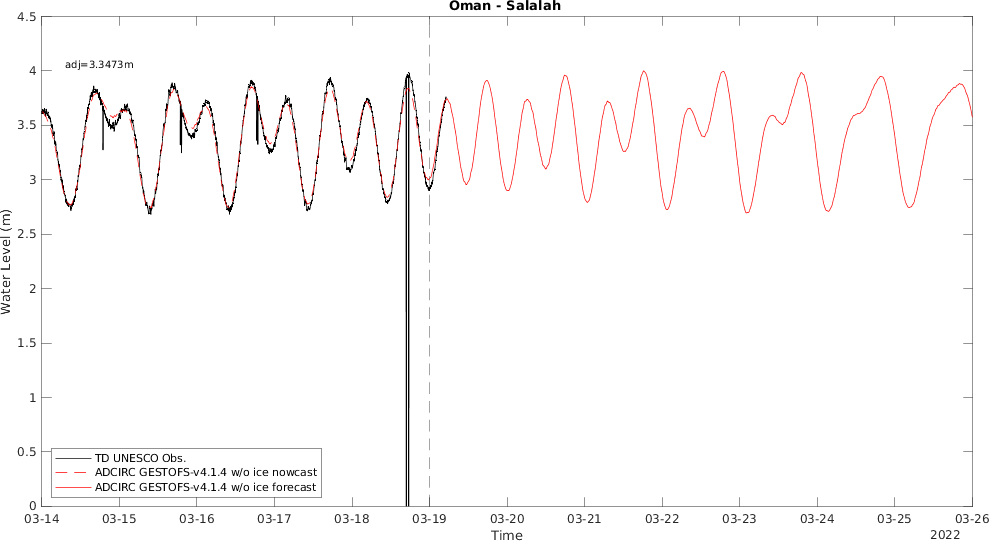 Oman - Salalah
4.5
4
3.5
3
2.5
2
1.5
1
0.5
0
Water Level (m)
adj=3.3473m
TD UNESCO Obs.
ADCIRC GESTOFS-v4.1.4 w/o ice nowcast
ADCIRC GESTOFS-v4.1.4 w/o ice forecast
03-14 03-15 03-16 03-17 03-18 03-19 03-20 03-21 03-22 03-23 03-24 03-25 03-26
Time
2022